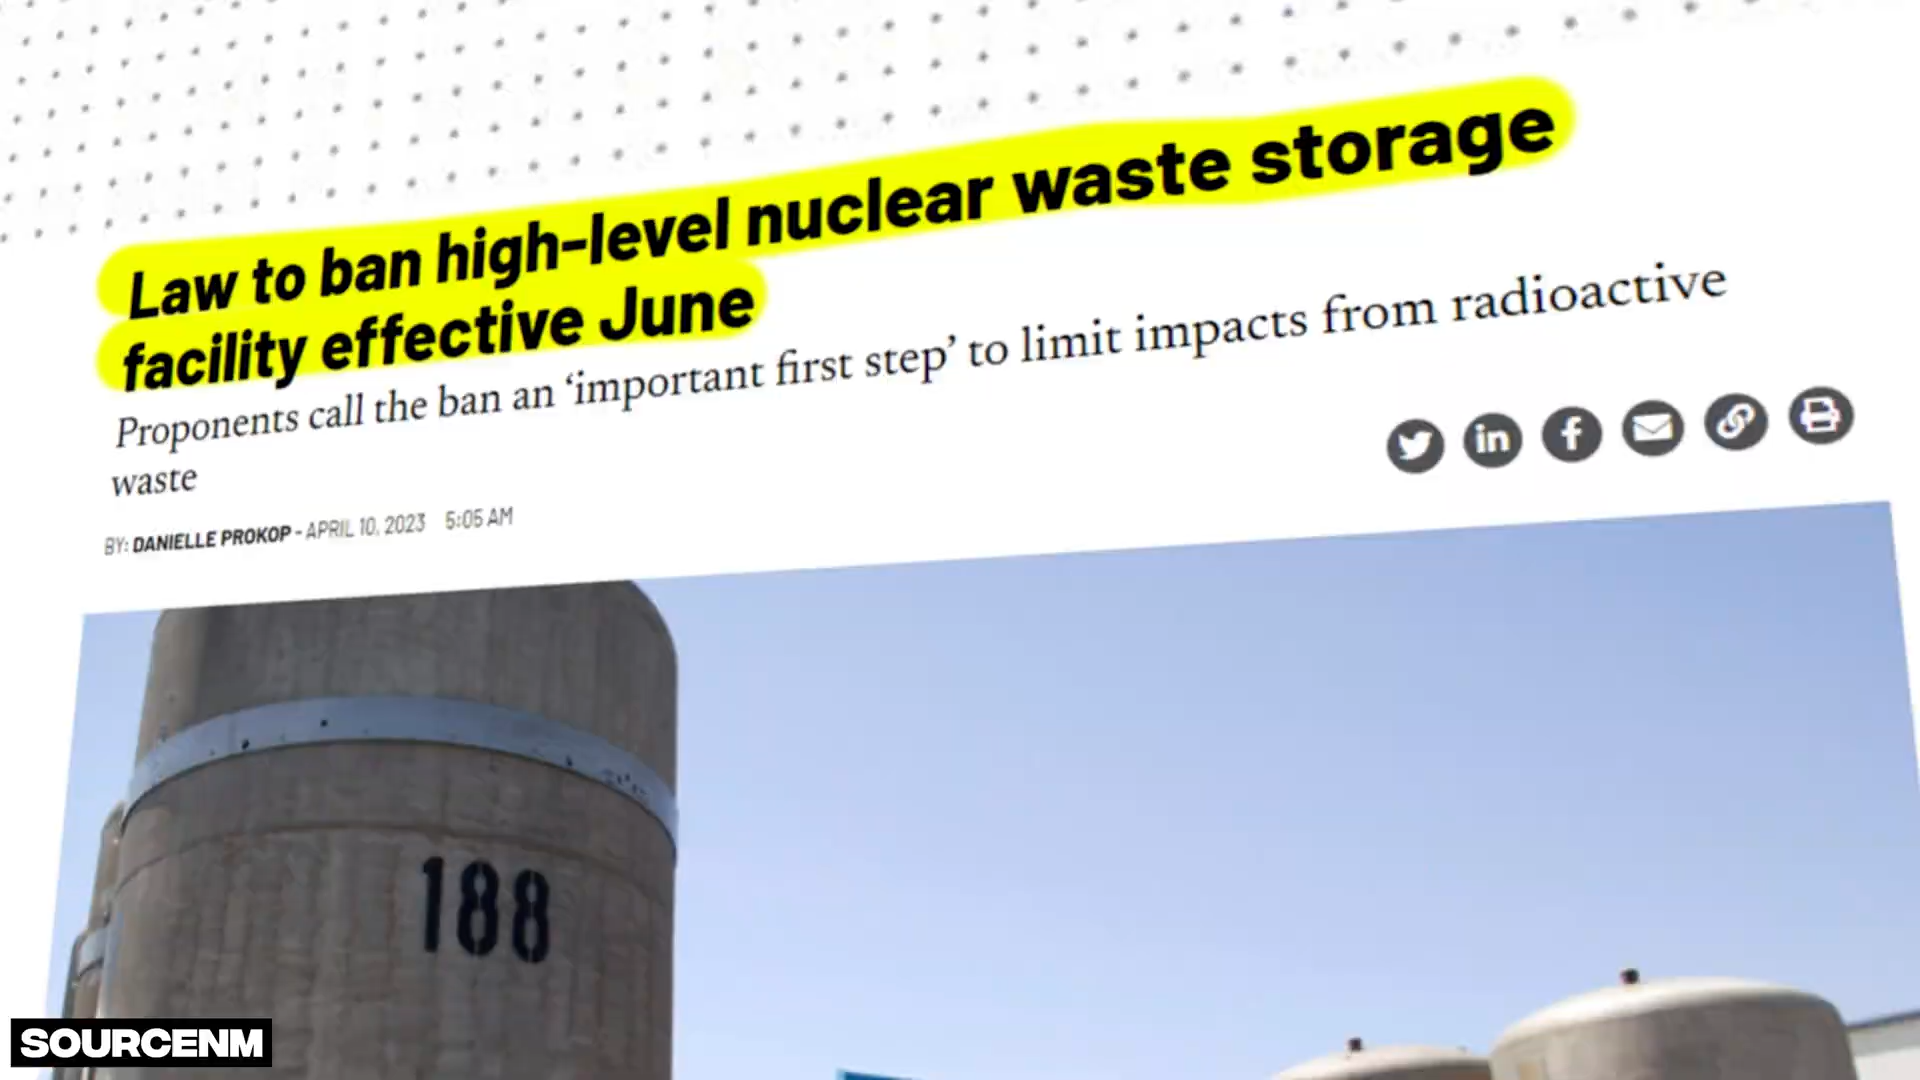 Law to ban high-level nuclear waste storage
facility effective June
Proponents call the ban an ‘important first step’ to limit impacts from radioactive
waste
BY: DANIELLE PROKOP - APRIL 10, 2023 5:05 AM
188
SOURCENM